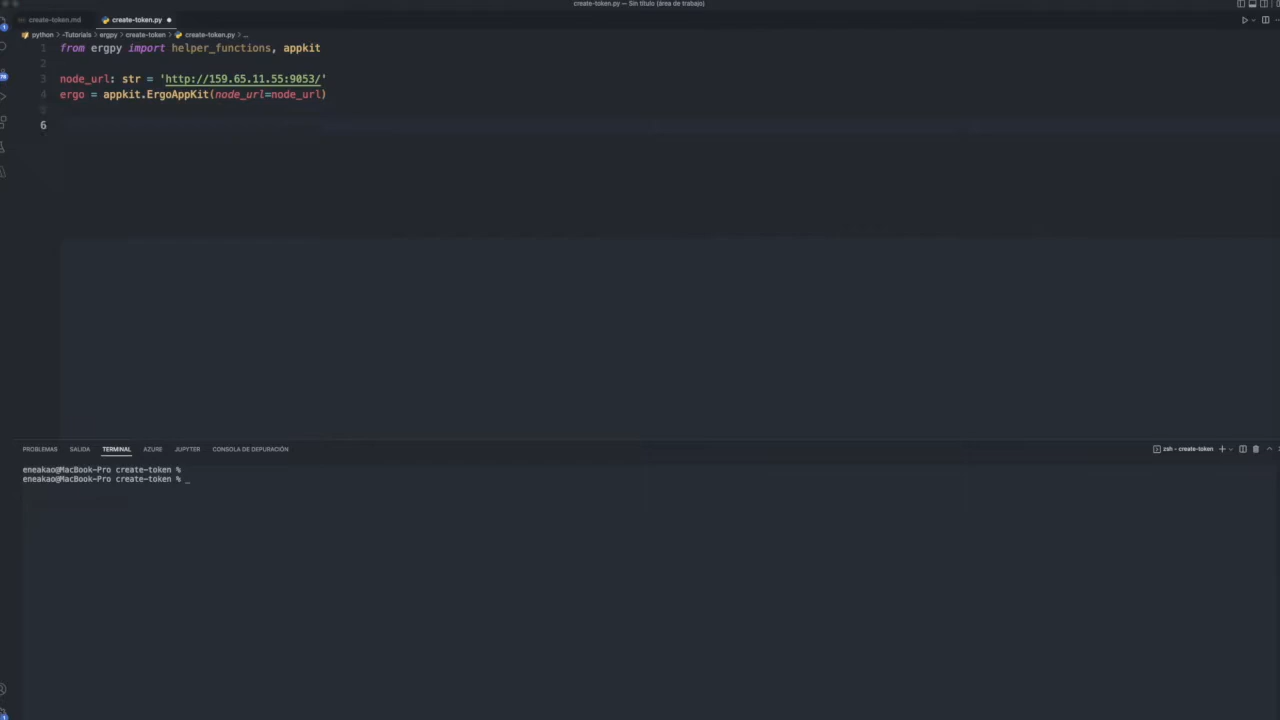 create-token.py — Sin título (área de trabajo)
create-token.md
create-token.py
python > -Tutorials > ergpy > create-token > create-token.py > ...
1 from ergpy import helper_functions, appkit
2
3 node_url: str = 'http://159.65.11.55:9053/'
4 ergo = appkit.ErgoAppKit(node_url=node_url)
5
6
PROBLEMAS SALIDA TERMINAL AZURE JUPYTER CONSOLA DE DEPURACIÓN
zsh - create-token
eneakao@MacBook-Pro create-token %
eneakao@MacBook-Pro create-token % _